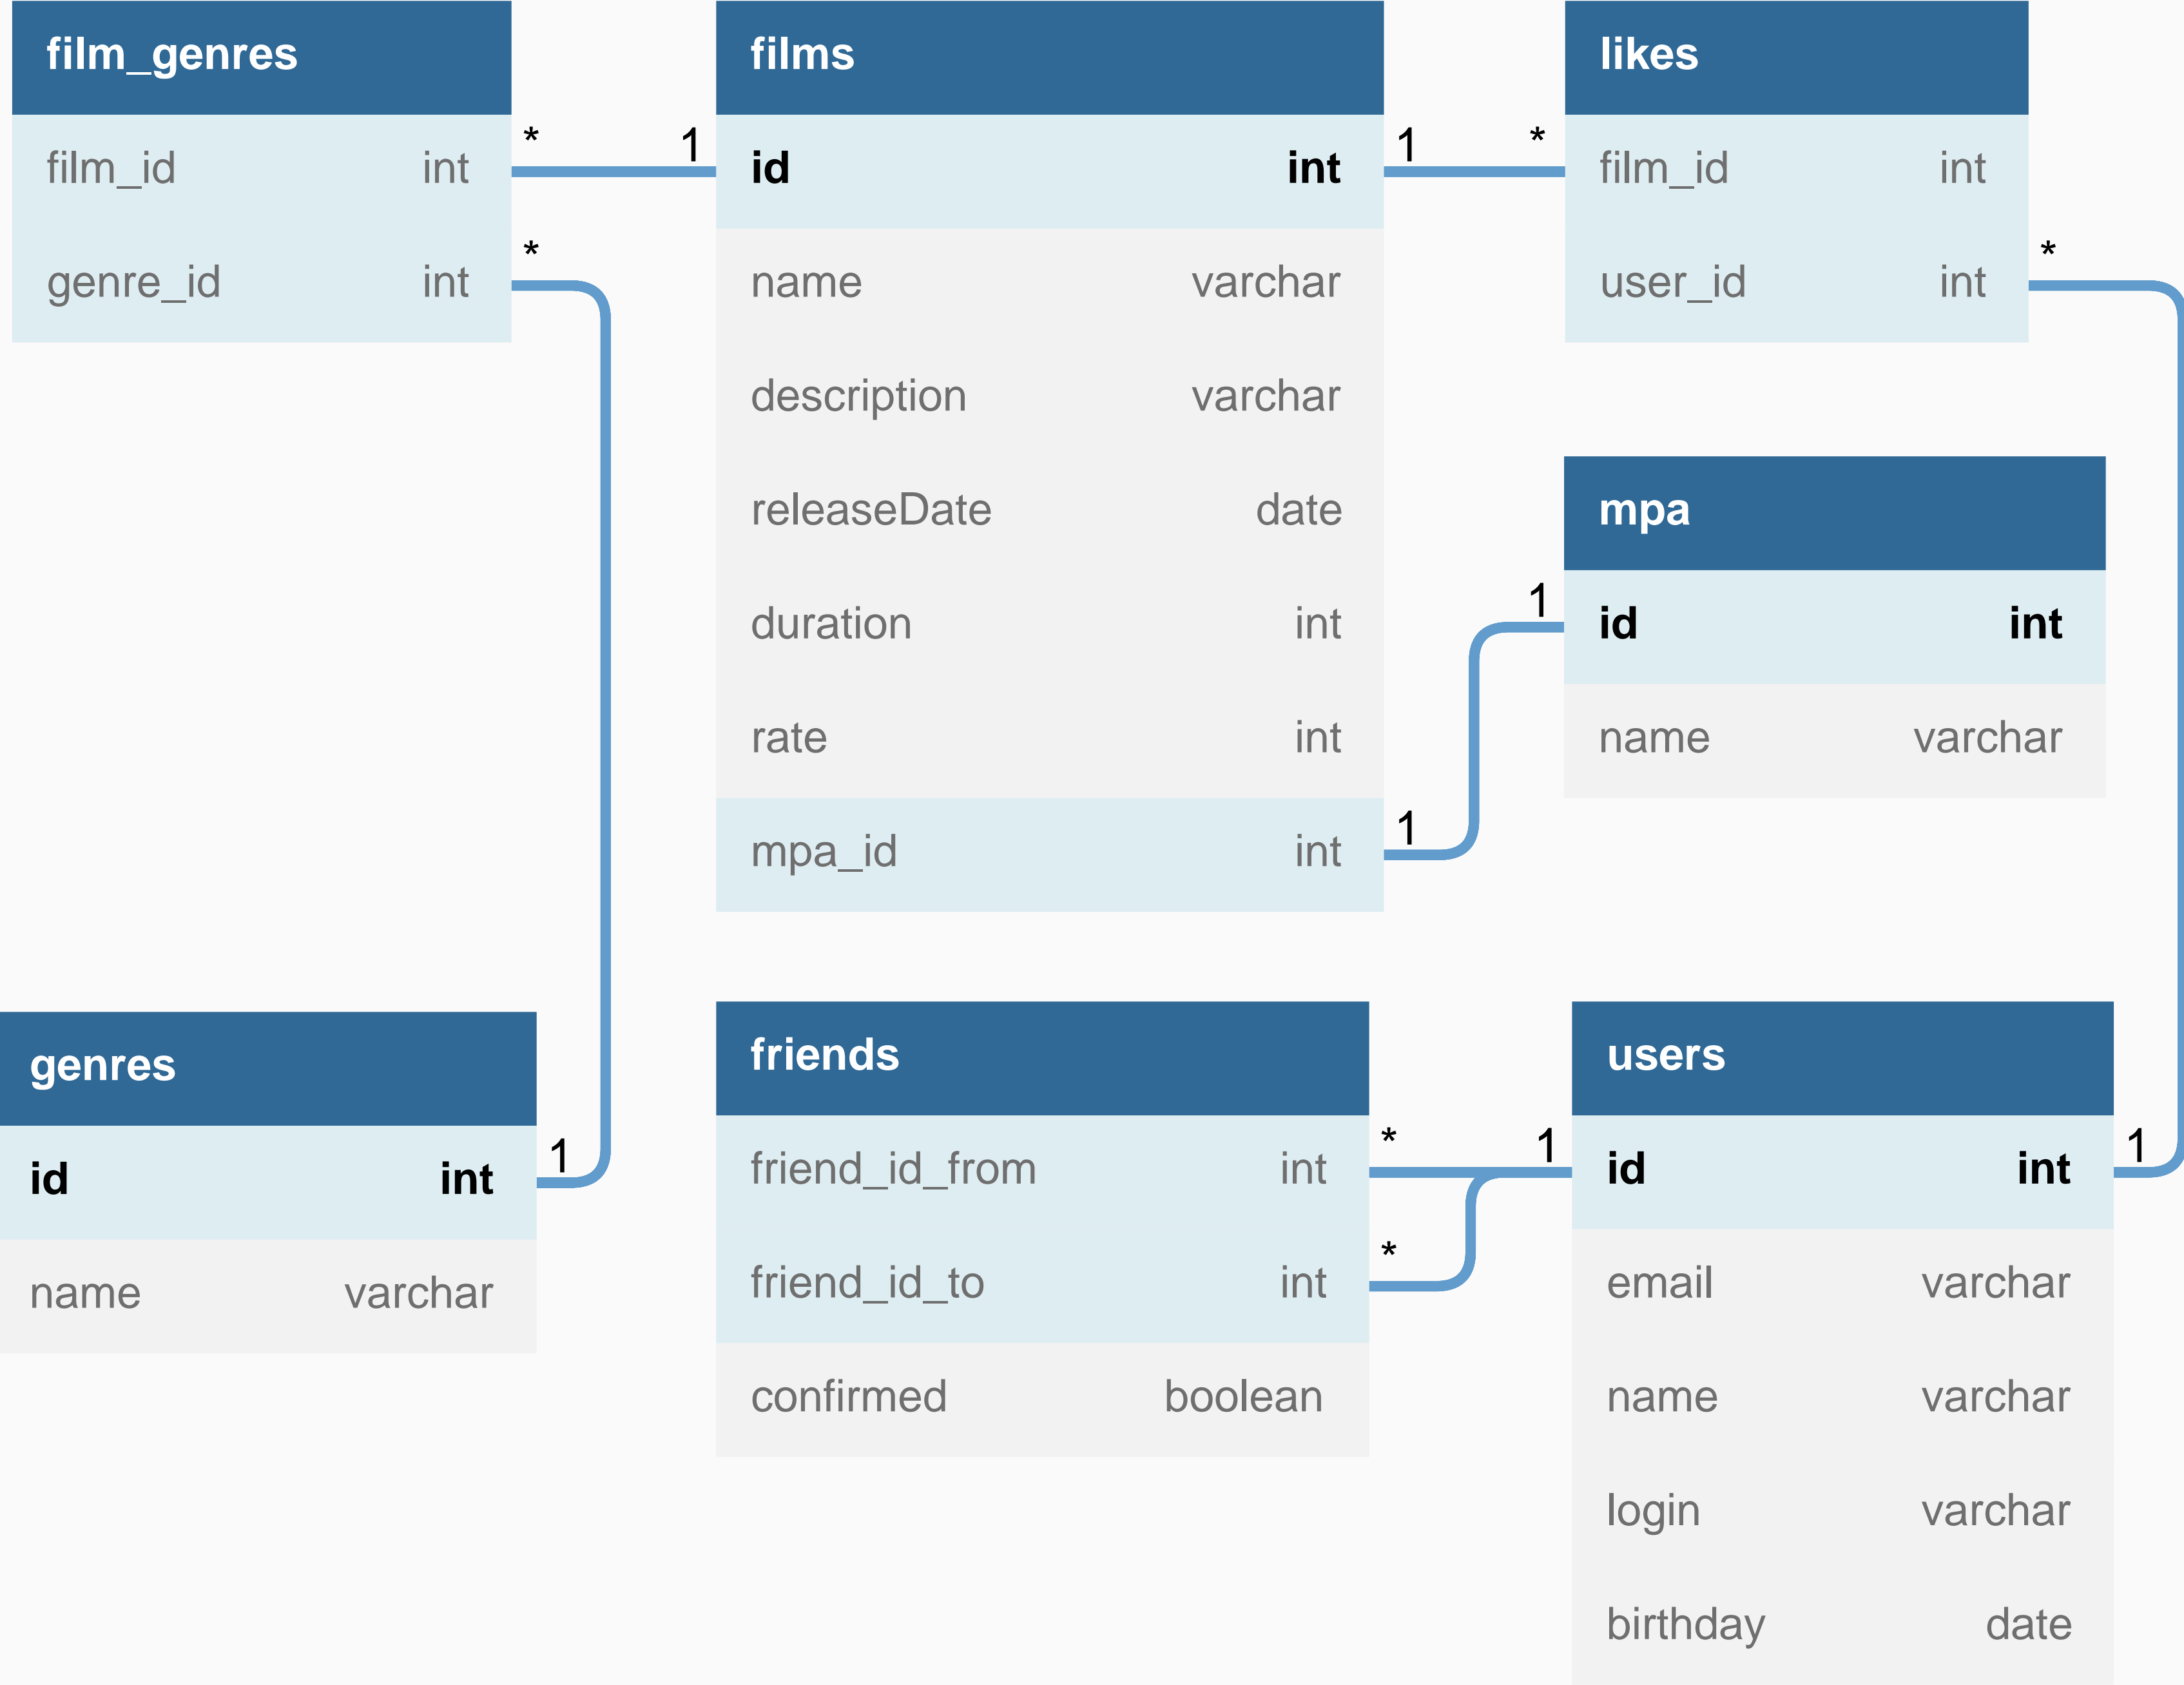 film_genres
film_id int
genre_id int
* 1
*
films
id int
name varchar
description varchar
releaseDate date
duration int
rate int
mpa_id int
1 *
1
likes
film_id int
user_id int
*
mpa
1
id int
name varchar
genres
id int
1
name varchar
friends
friend_id_from int
friend_id_to int
confirmed boolean
* 1
*
users
id int
1
email varchar
name varchar
login varchar
birthday date